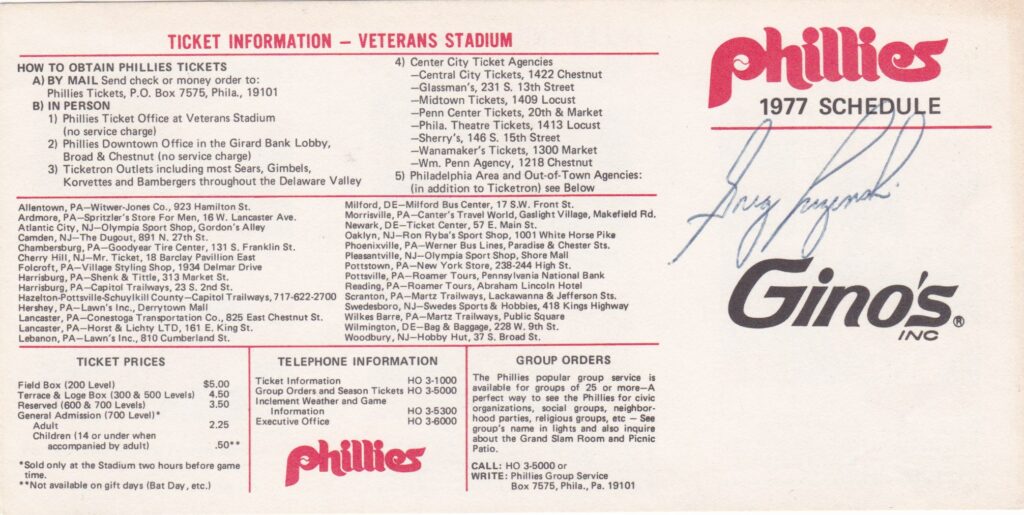 TICKET INFORMATION – VETERANS STADIUM
HOW TO OBTAIN PHILLIES TICKETS
A) BY MAIL Send check or money order to:
Phillies Tickets, P.O. Box 7575, Phila., 19101
B) IN PERSON
1) Phillies Ticket Office at Veterans Stadium
(no service charge)
2) Phillies Downtown Office in the Girard Bank Lobby,
Broad & Chestnut (no service charge)
3) Ticketron Outlets including most Sears, Gimbels,
Korvettes and Bambergers throughout the Delaware Valley
4) Center City Ticket Agencies
—Central City Tickets, 1422 Chestnut
—Glassman's, 231 S. 13th Street
—Midtown Tickets, 1409 Locust
—Penn Center Tickets, 20th & Market
—Phila. Theatre Tickets, 1413 Locust
—Sherry's, 146 S. 15th Street
—Wanamaker's Tickets, 1300 Market
—Wm. Penn Agency, 1218 Chestnut
5) Philadelphia Area and Out-of-Town Agencies:
(in addition to Ticketron) see Below
Allentown, PA—Witwer-Jones Co., 923 Hamilton St.
Ardmore, PA—Spritzler's Store For Men, 16 W. Lancaster Ave.
Atlantic City, NJ—Olympia Sport Shop, Gordon's Alley
Camden, NJ—The Dugout, 891 N. 27th St.
Chambersburg, PA—Goodyear Tire Center, 131 S. Franklin St.
Cherry Hill, NJ—Mr. Ticket, 18 Barclay Pavillion East
Folcroft, PA—Village Styling Shop, 1934 Delmar Drive
Harrisburg, PA—Shenk & Tittle, 313 Market St.
Harrisburg, PA—Capitol Trailways, 23 S. 2nd St.
Hazelton-Pottsville-Schuylkill County—Capitol Trailways, 717-622-2700
Hershey, PA—Lawn's Inc., Derrytown Mall
Lancaster, PA—Conestoga Transportation Co., 825 East Chestnut St.
Lancaster, PA—Horst & Lichty LTD, 161 E. King St.
Lebanon, PA—Lawn's Inc., 810 Cumberland St.
Milford, DE—Milford Bus Center, 17 S.W. Front St.
Morrisville, PA—Canter's Travel World, Gaslight Village, Makefield Rd.
Newark, DE—Ticket Center, 57 E. Main St.
Oaklyn, NJ—Ron Ryba's Sport Shop, 1001 White Horse Pike
Phoenixville, PA—Werner Bus Lines, Paradise & Chester Sts.
Pleasantville, NJ—Olympia Sport Shop, Shore Mall
Pottstown, PA—New York Store, 238-244 High St.
Pottsville, PA—Roamer Tours, Pennsylvania National Bank
Reading, PA—Roamer Tours, Abraham Lincoln Hotel
Scranton, PA—Martz Trailways, Lackawanna & Jefferson Sts.
Swedesboro, NJ—Swedes Sports & Hobbies, 418 Kings Highway
Wilkes Barre, PA—Martz Trailways, Public Square
Wilmington, DE—Bag & Baggage, 228 W. 9th St.
Woodbury, NJ—Hobby Hut, 37 S. Broad St.
TICKET PRICES
Field Box (200 Level) $5.00
Terrace & Loge Box (300 & 500 Levels) 4.50
Reserved (600 & 700 Levels) 3.50
General Admission (700 Level)*
Adult 2.25
Children (14 or under when
accompanied by adult) .50**
*Sold only at the Stadium two hours before game
time.
**Not available on gift days (Bat Day, etc.)
TELEPHONE INFORMATION
Ticket Information HO 3-1000
Group Orders and Season Tickets HO 3-5000
Inclement Weather and Game
Information HO 3-5300
Executive Office HO 3-6000
Phillies
GROUP ORDERS
The Phillies popular group service is
available for groups of 25 or more—A
perfect way to see the Phillies for civic
organizations, social groups, neighbor-
hood parties, religious groups, etc — See
group's name in lights and also inquire
about the Grand Slam Room and Picnic
Patio.
CALL: HO 3-5000 or
WRITE: Phillies Group Service
Box 7575, Phila., Pa. 19101
Phillies
1977 SCHEDULE
Greg
Gino's®
INC